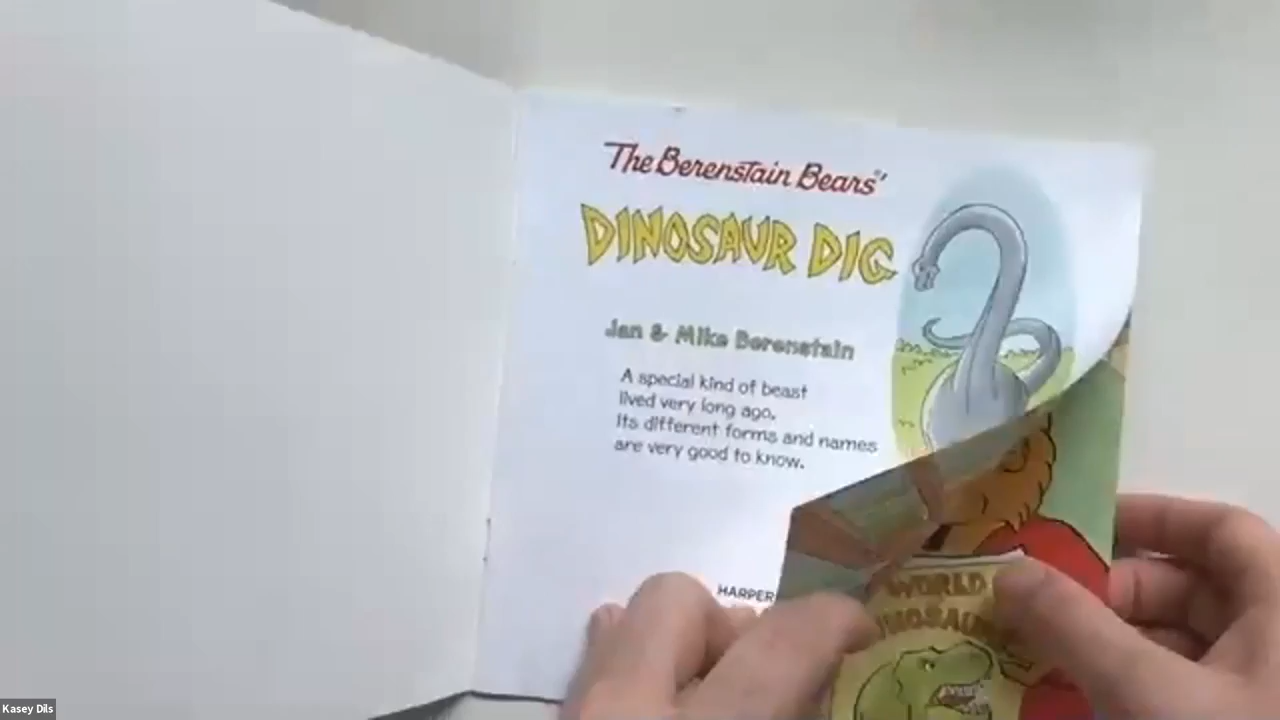 The Berenstain Bears'
DINOSAUR DIG
Jan & Mike Berenstain
A special kind of beast
lived very long ago.
Its different forms and names
are very good to know.
HARPER
WORLD
DINOSAU
Kasey Dils